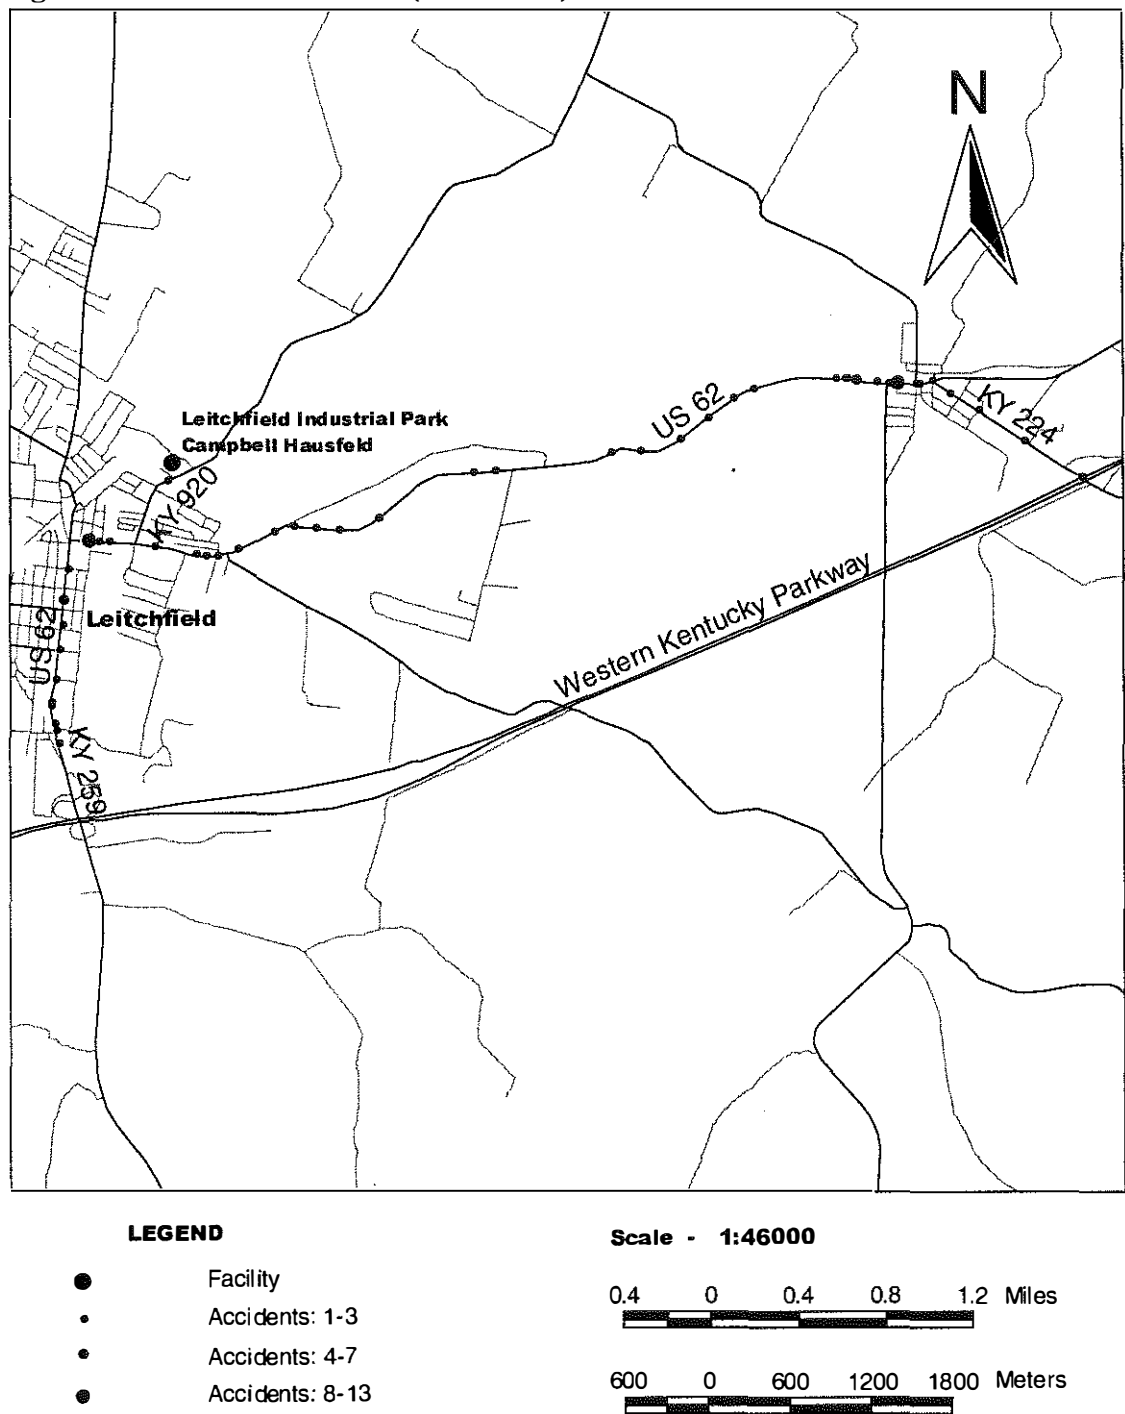 N
Leitchfield Industrial Park
Campbell Hausfeld
US 62
KY 224
KY 920
Leitchfield
US 62
Western Kentucky Parkway
KY 259
LEGEND
Facility
Accidents: 1-3
Accidents: 4-7
Accidents: 8-13
Scale - 1:46000
0.4 0 0.4 0.8 1.2 Miles
600 0 600 1200 1800 Meters